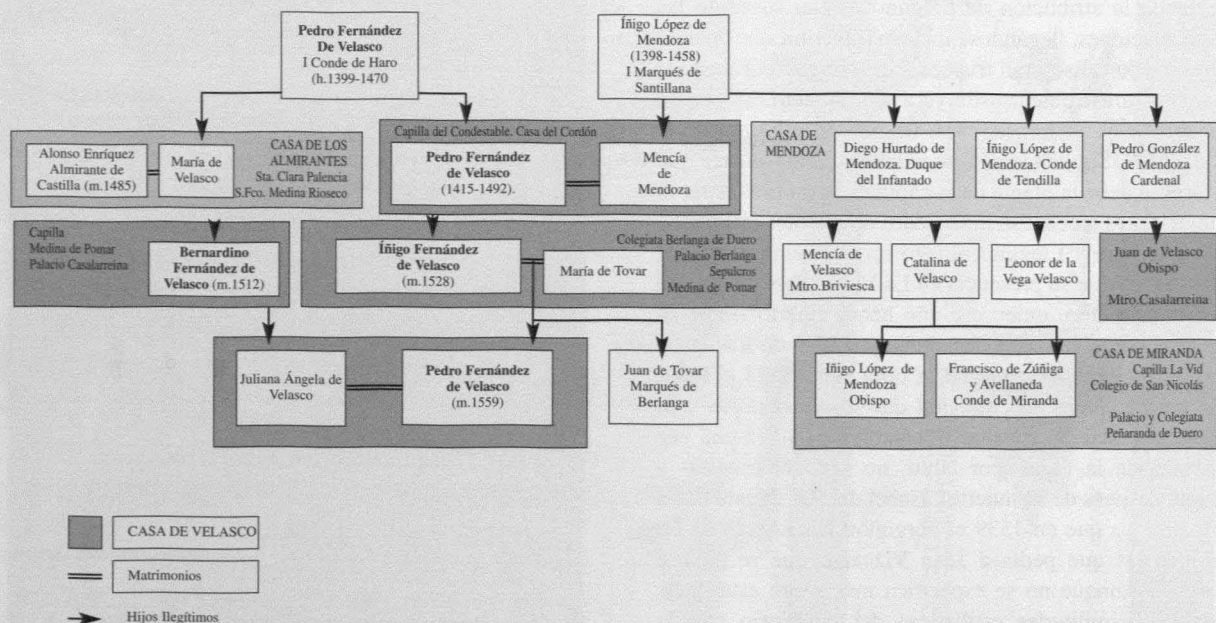 Pedro Fernández
De Velasco
I Conde de Haro
(h.1399-1470
Íñigo López de
Mendoza
(1398-1458)
I Marqués de
Santillana
Alonso Enríquez
Almirante de
Castilla (m.1485)
María de
Velasco
CASA DE LOS
ALMIRANTES
Sta. Clara Palencia
S.Fco. Medina Rioseco
Capilla del Condestable. Casa del Cordón
Pedro Fernández
de Velasco
(1415-1492).
Mencía
de
Mendoza
CASA DE
MENDOZA
Diego Hurtado de
Mendoza. Duque
del Infantado
Íñigo López de
Mendoza. Conde
de Tendilla
Pedro González
de Mendoza
Cardenal
Capilla
Medina de Pomar
Palacio Casalarreina
Bernardino
Fernández de
Velasco (m.1512)
Íñigo Fernández
de Velasco
(m.1528)
María de Tovar
Colegiata Berlanga de Duero
Palacio Berlanga
Sepulcros
Medina de Pomar
Mencía de
Velasco
Mtro.Briviesca
Catalina de
Velasco
Leonor de la
Vega Velasco
Juan de Velasco
Obispo
Mtro.Casalarreina
Juliana Ángela de
Velasco
Pedro Fernández
de Velasco
(m.1559)
Juan de Tovar
Marqués de
Berlanga
Iñigo López de
Mendoza
Obispo
Francisco de Zúñiga
y Avellaneda
Conde de Miranda
CASA DE MIRANDA
Capilla La Vid
Colegio de San Nicolás
Palacio y Colegiata
Peñaranda de Duero
CASA DE VELASCO
Matrimonios
Hijos Ilegítimos